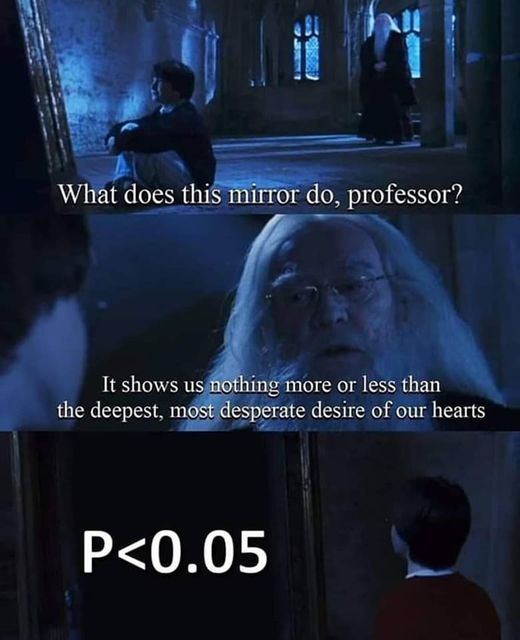 What does this mirror do, professor?
It shows us nothing more or less than
the deepest, most desperate desire of our hearts
P<0.05